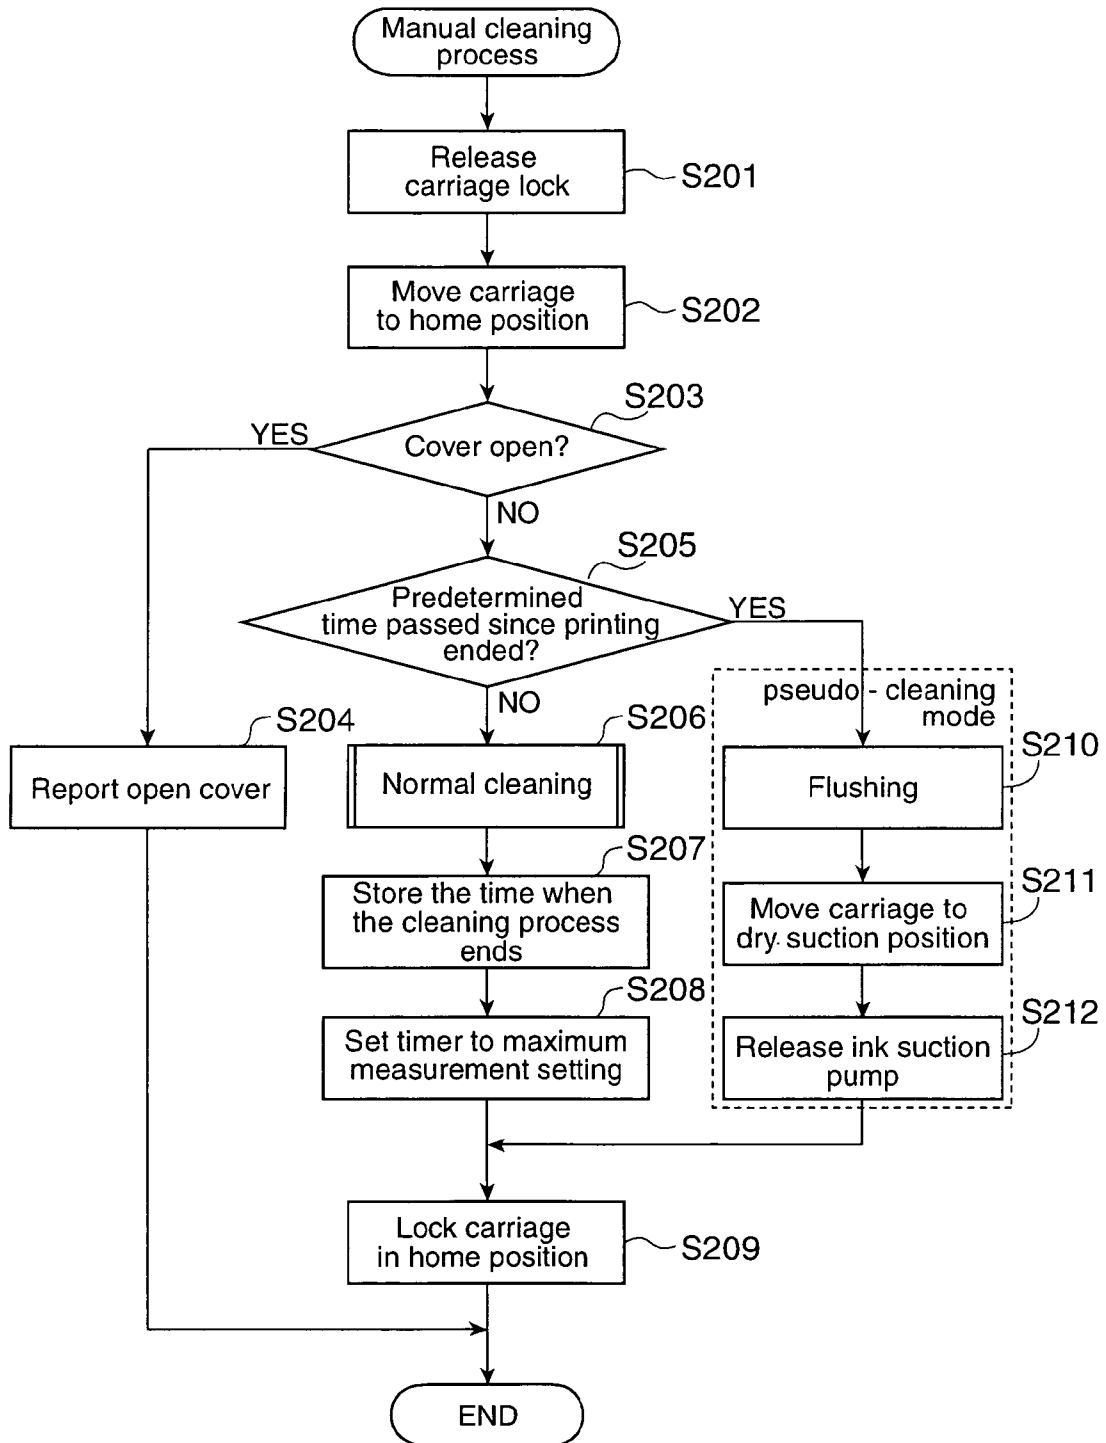 Manual cleaning
process
Release
carriage lock
S201
Move carriage
to home position
S202
S203
YES
Cover open?
NO
S205
Predetermined
time passed since printing
ended?
YES
NO
pseudo - cleaning
mode
S204
Report open cover
S206
Normal cleaning
S210
Flushing
S207
Store the time when
the cleaning process
ends
S211
Move carriage to
dry suction position
S208
Set timer to maximum
measurement setting
S212
Release ink suction
pump
Lock carriage
in home position
S209
END